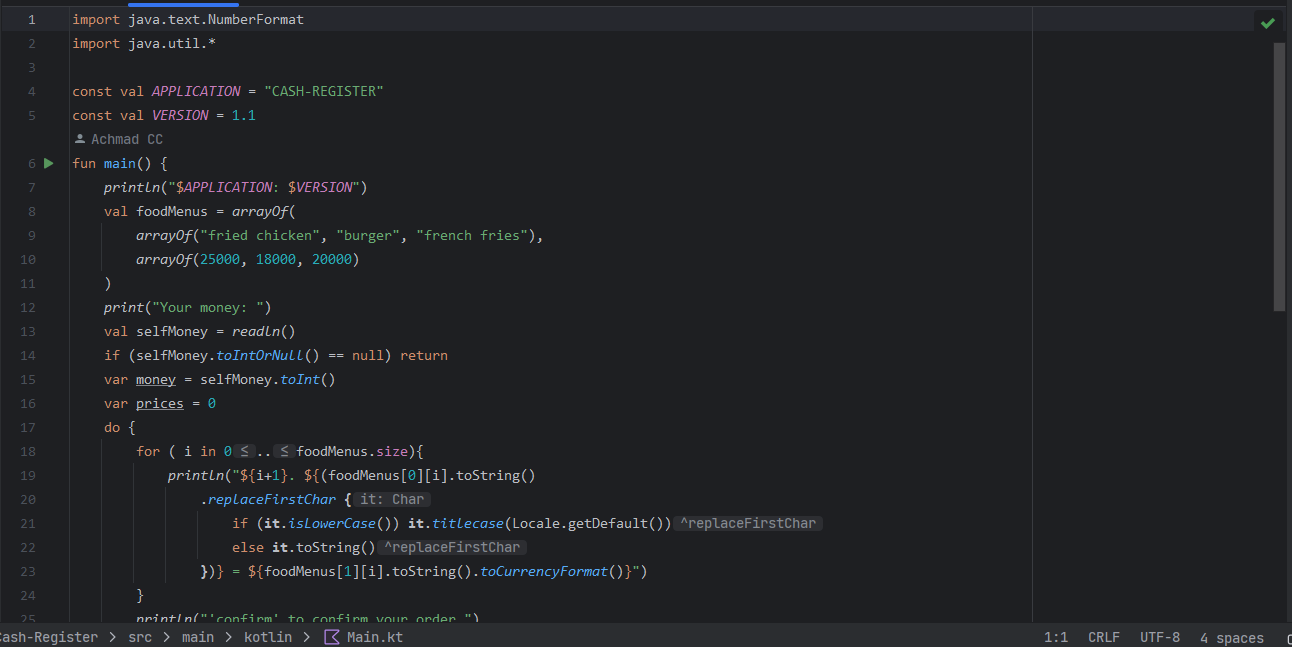 1 import java.text.NumberFormat
2 import java.util.*
3
4 const val APPLICATION = "CASH-REGISTER"
5 const val VERSION = 1.1
Achmad CC
6 fun main() {
7 println("$APPLICATION: $VERSION")
8 val foodMenus = arrayOf(
9 arrayOf("fried chicken", "burger", "french fries"),
10 arrayOf(25000, 18000, 20000)
11 )
12 print("Your money: ")
13 val selfMoney = readln()
14 if (selfMoney.toIntOrNull() == null) return
15 var money = selfMoney.toInt()
16 var prices = 0
17 do {
18 for ( i in 0 ≤ .. ≤ foodMenus.size){
19 println("${i+1}. ${(foodMenus[0][i].toString()
20 .replaceFirstChar { it: Char
21 if (it.isLowerCase()) it.titlecase(Locale.getDefault()) ^replaceFirstChar
22 else it.toString() ^replaceFirstChar
23 })} = ${foodMenus[1][i].toString().toCurrencyFormat()}")
24 }
25 println("'confirm' to confirm your order.")
Cash-Register > src > main > kotlin > Main.kt 1:1 CRLF UTF-8 4 spaces